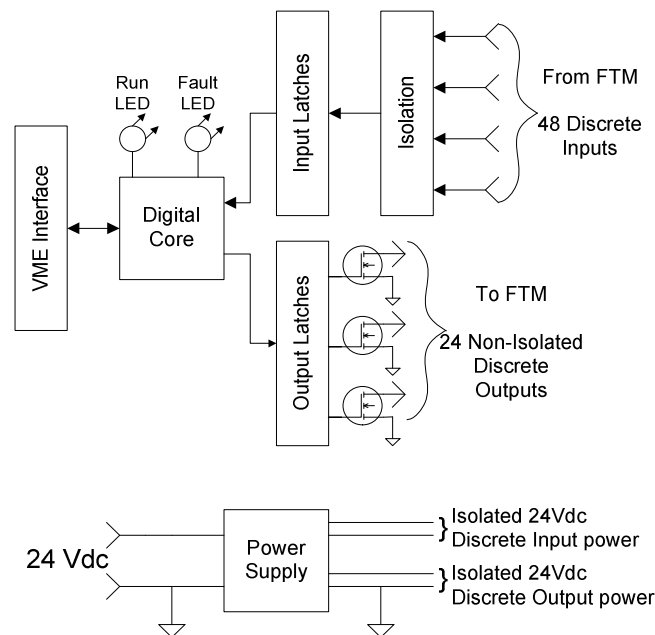 Run
LED
Fault
LED
VME Interface
Digital
Core
Input Latches
Isolation
From FTM
48 Discrete
Inputs
Output Latches
To FTM
24 Non-Isolated
Discrete
Outputs
24 Vdc
Power
Supply
} Isolated 24Vdc
Discrete Input power
} Isolated 24Vdc
Discrete Output power